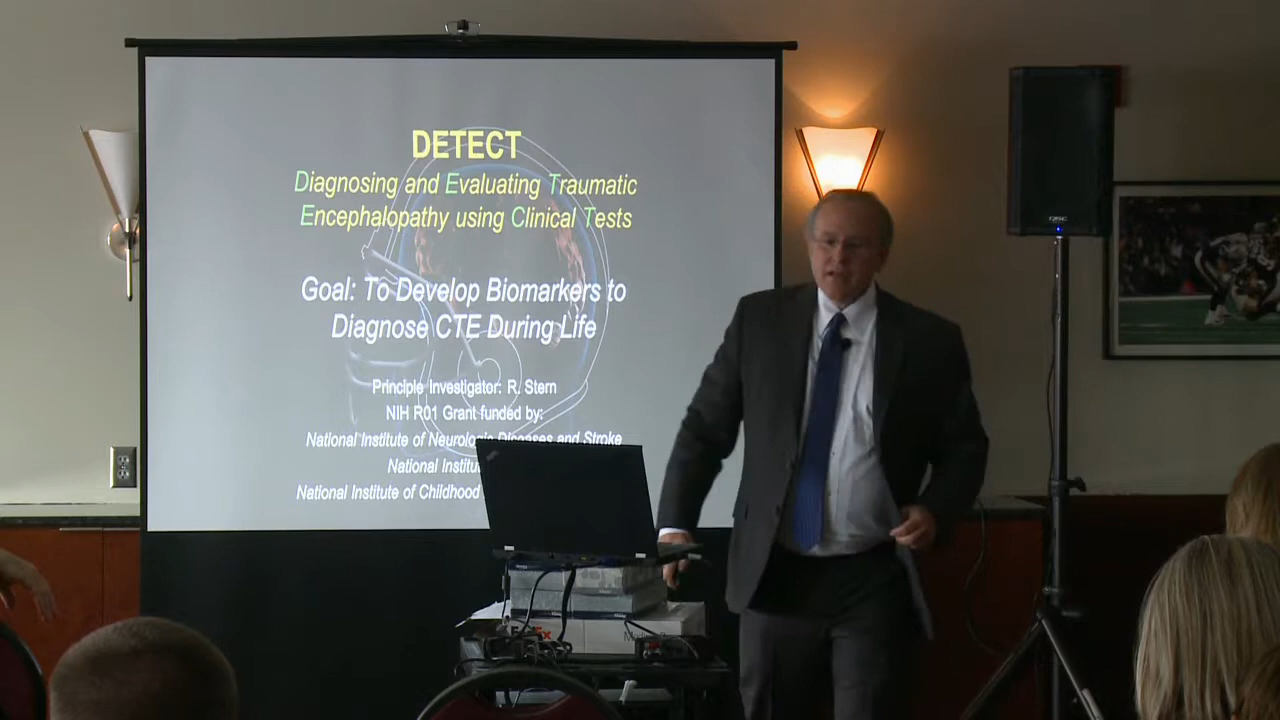 DETECT
Diagnosing and Evaluating Traumatic
Encephalopathy using Clinical Tests
Goal: To Develop Biomarkers to
Diagnose CTE During Life
Principle Investigator: R. Stern
NIH R01 Grant funded by:
National Institute of Neurologic Diseases and Stroke
National
National Institute of Childhood
QSC
FedEx